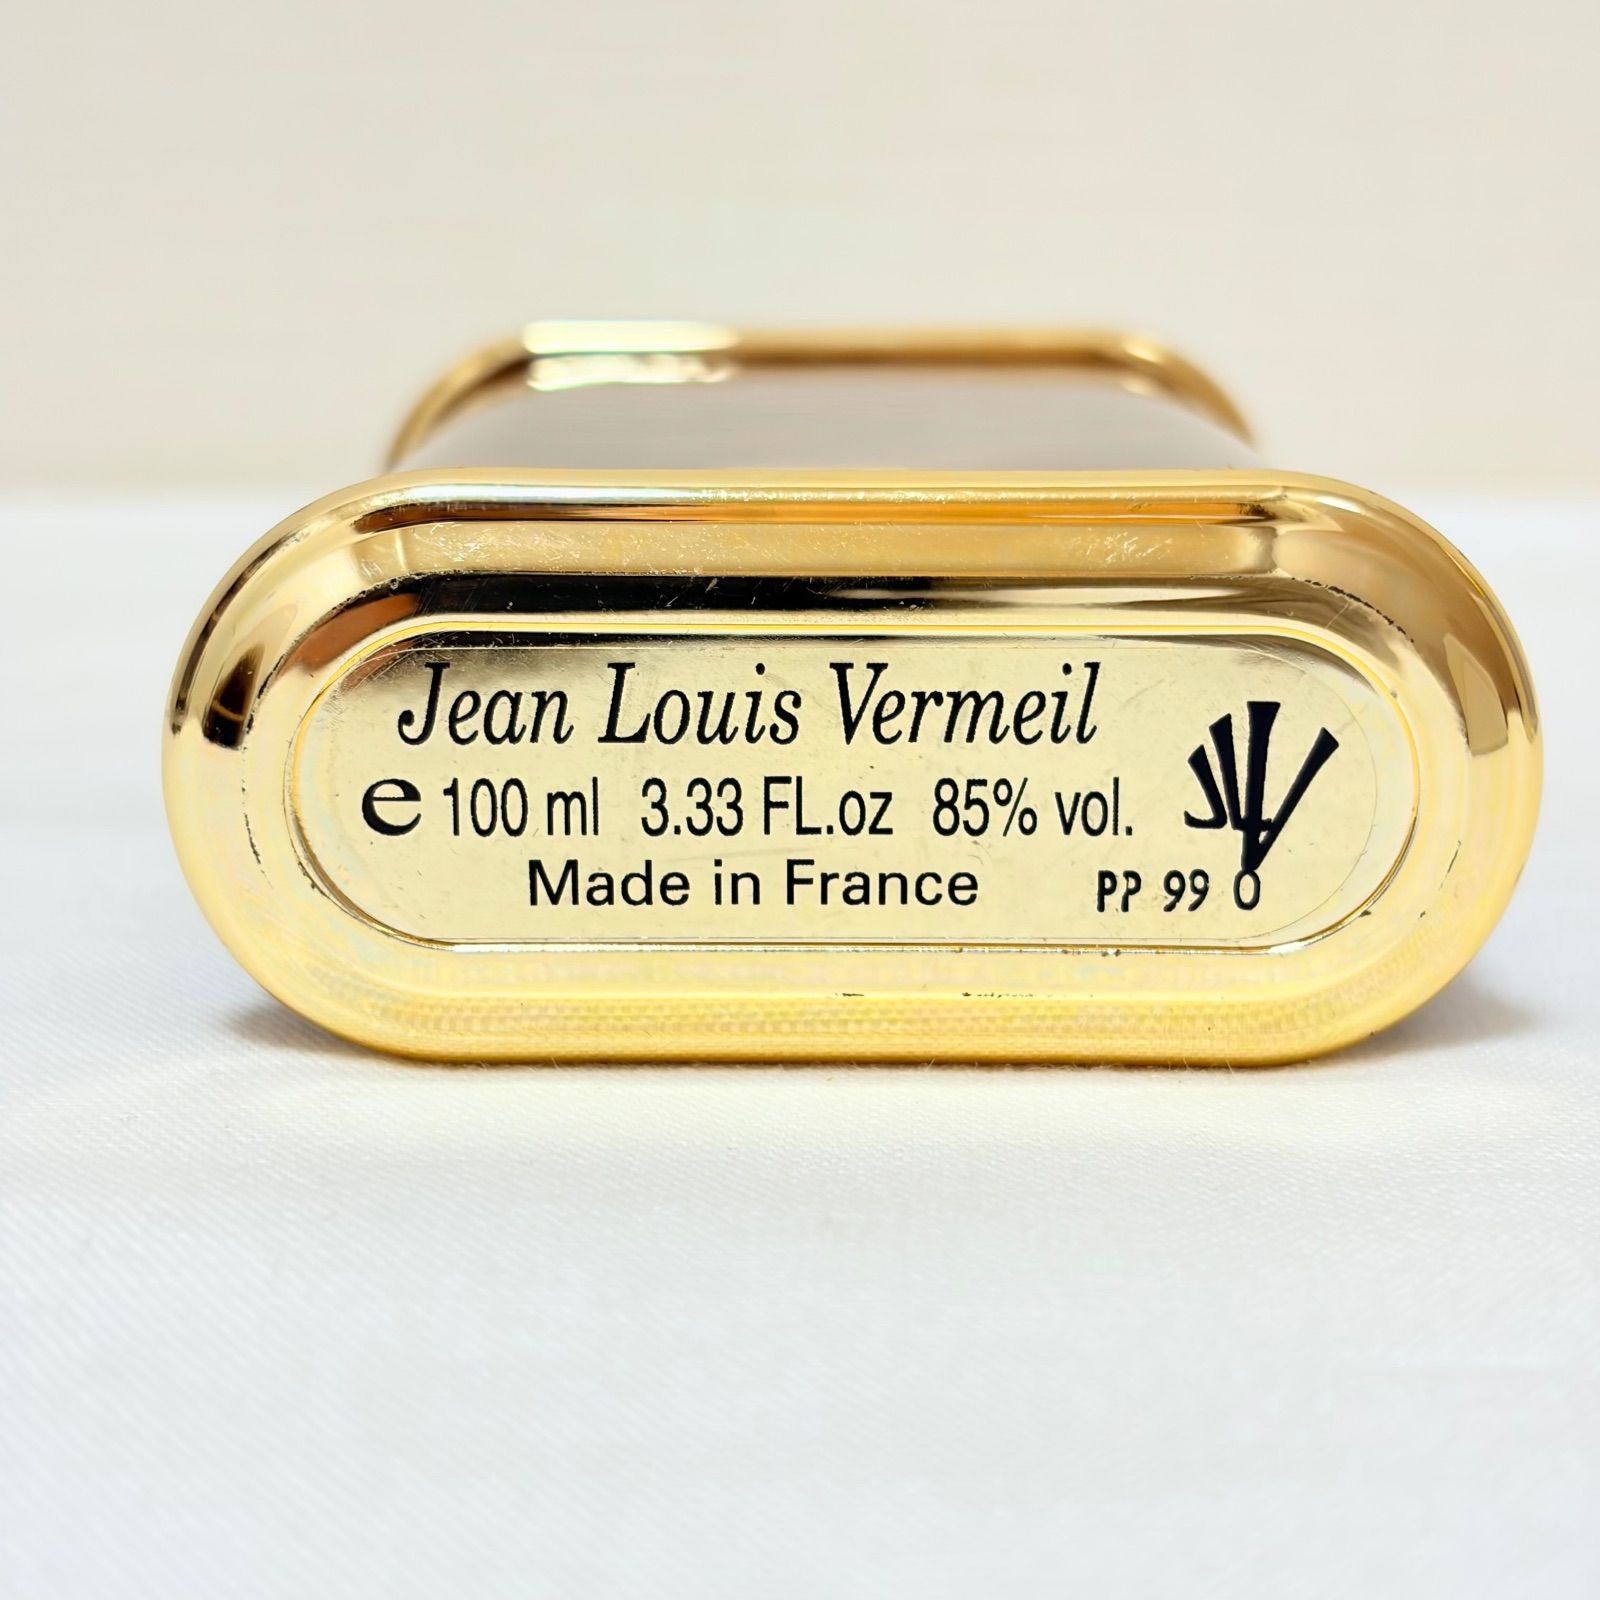 Jean Louis Vermeil
e 100 ml 3.33 FL.oz 85% vol.
Made in France
PP 99 0